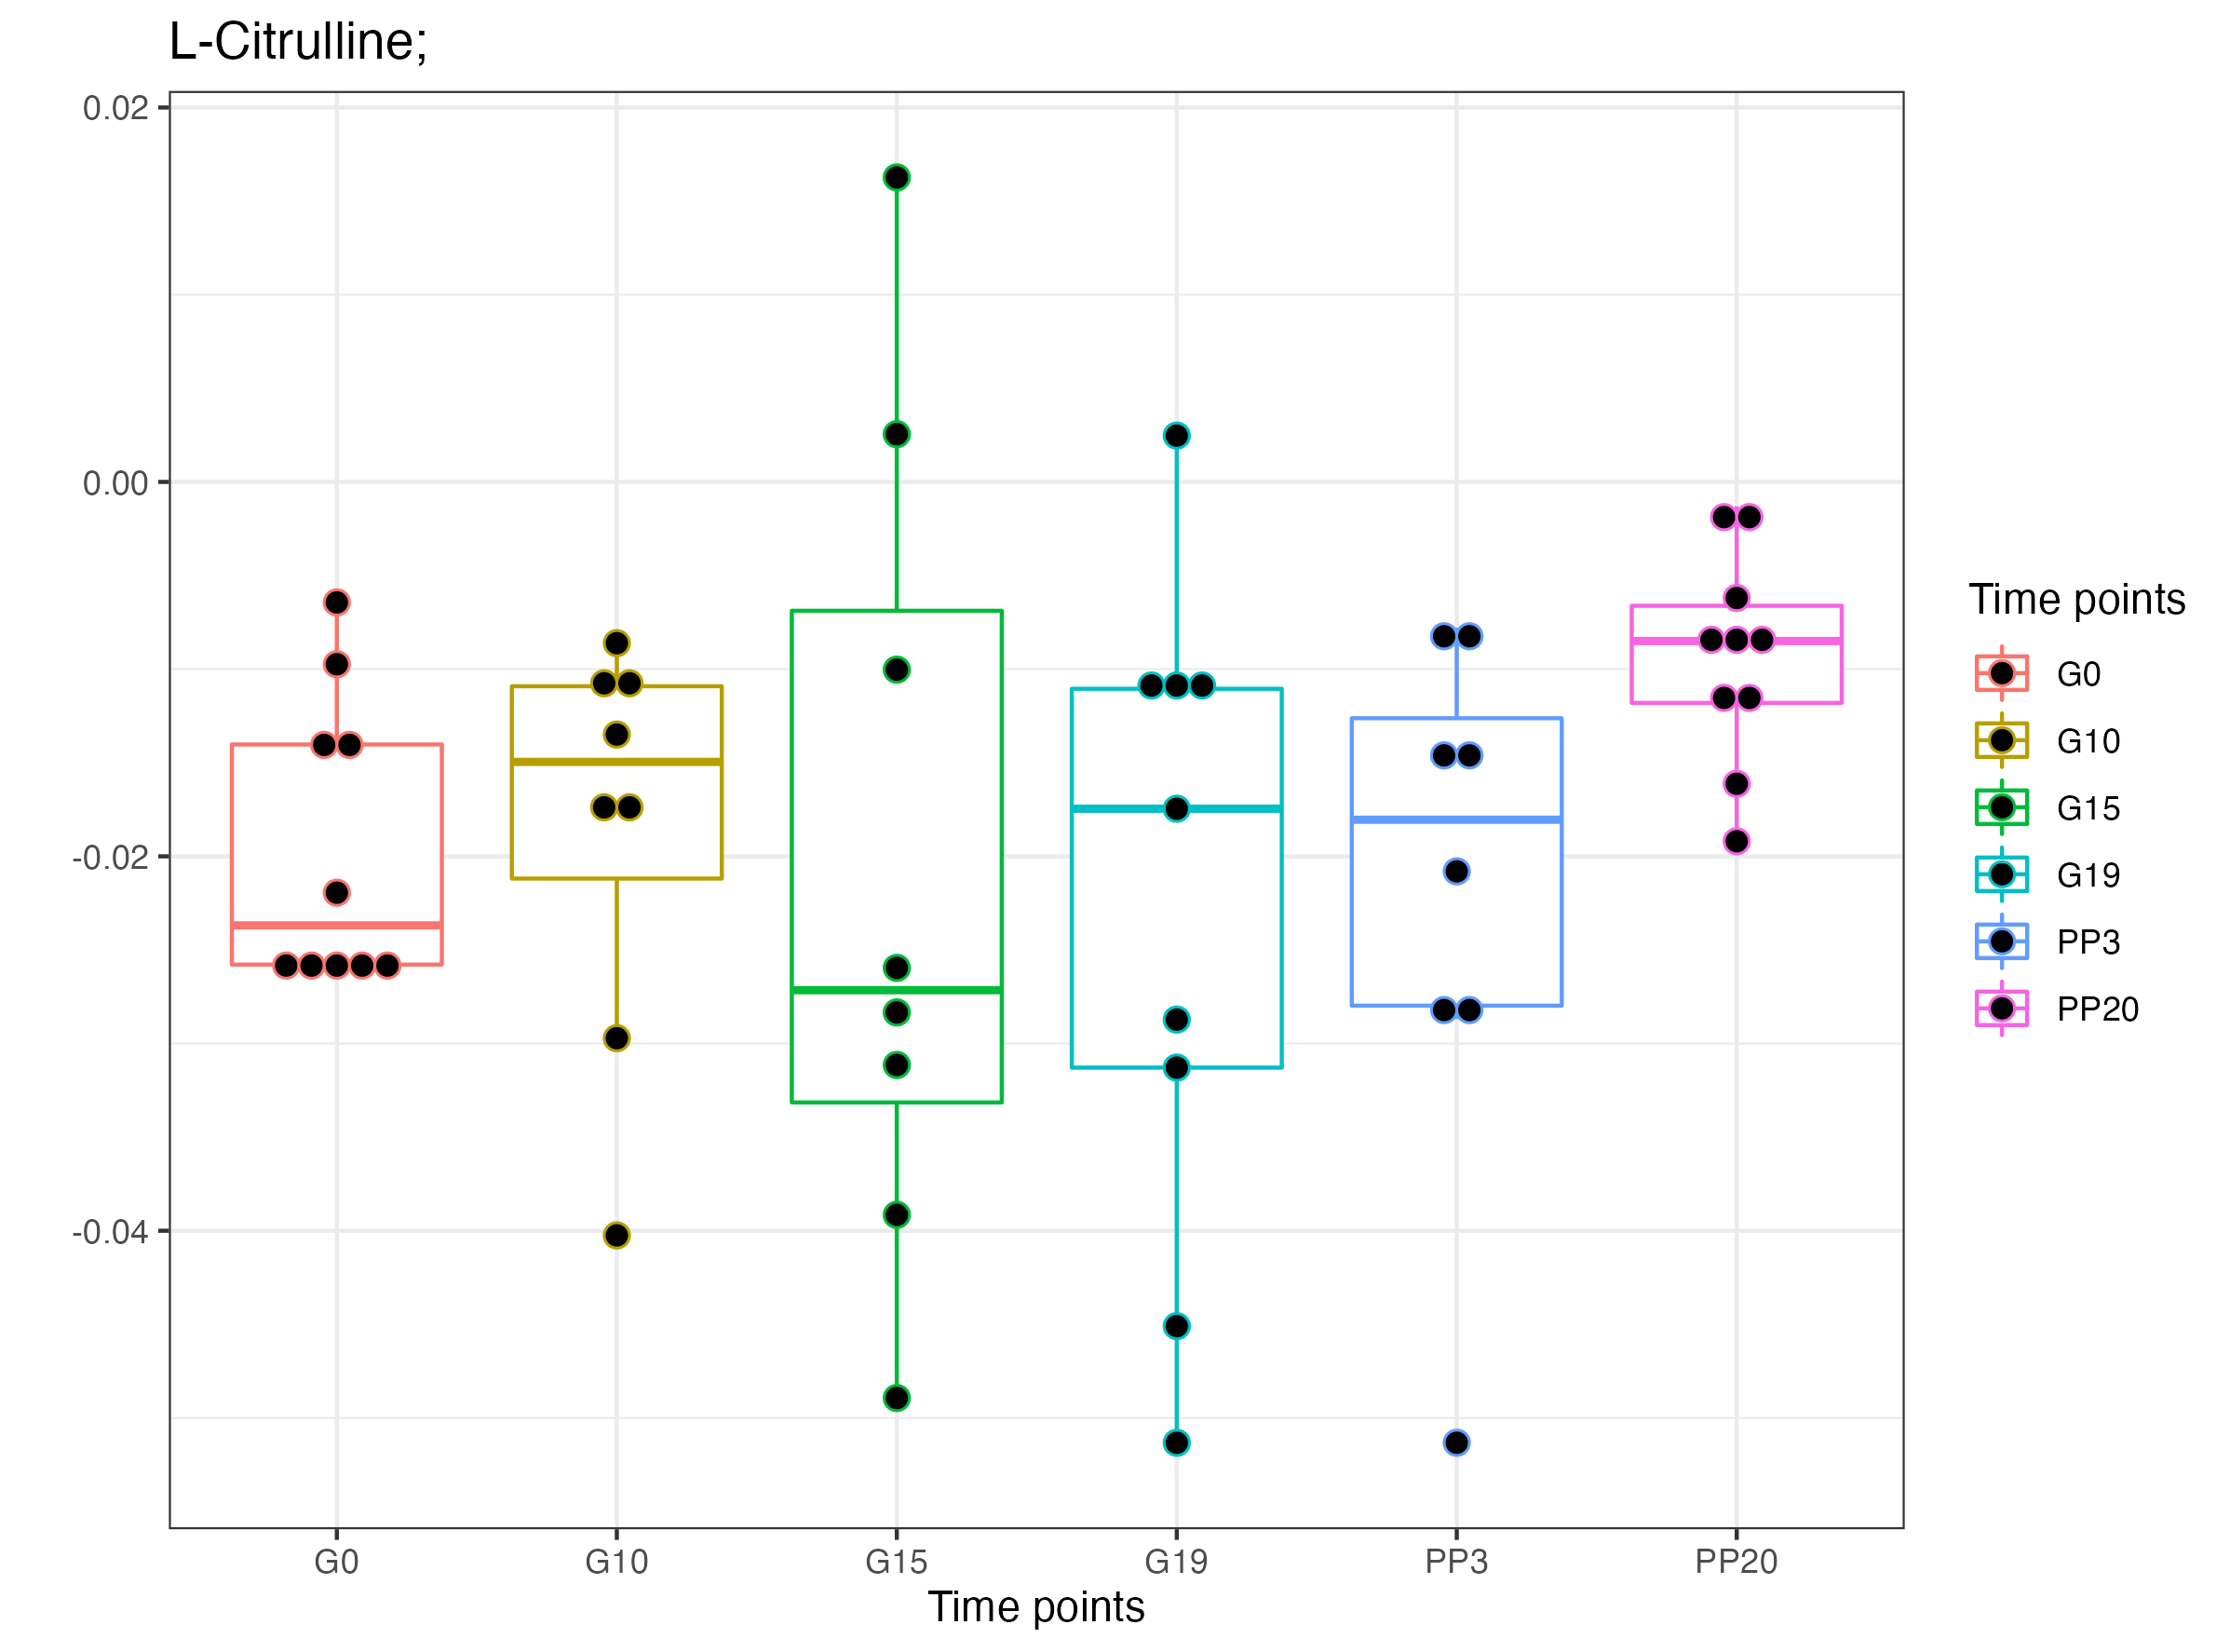 L-Citrulline;
0.02
0.00
-0.02
-0.04
G0 G10 G15 G19 PP3 PP20
Time points
Time points
G0
G10
G15
G19
PP3
PP20